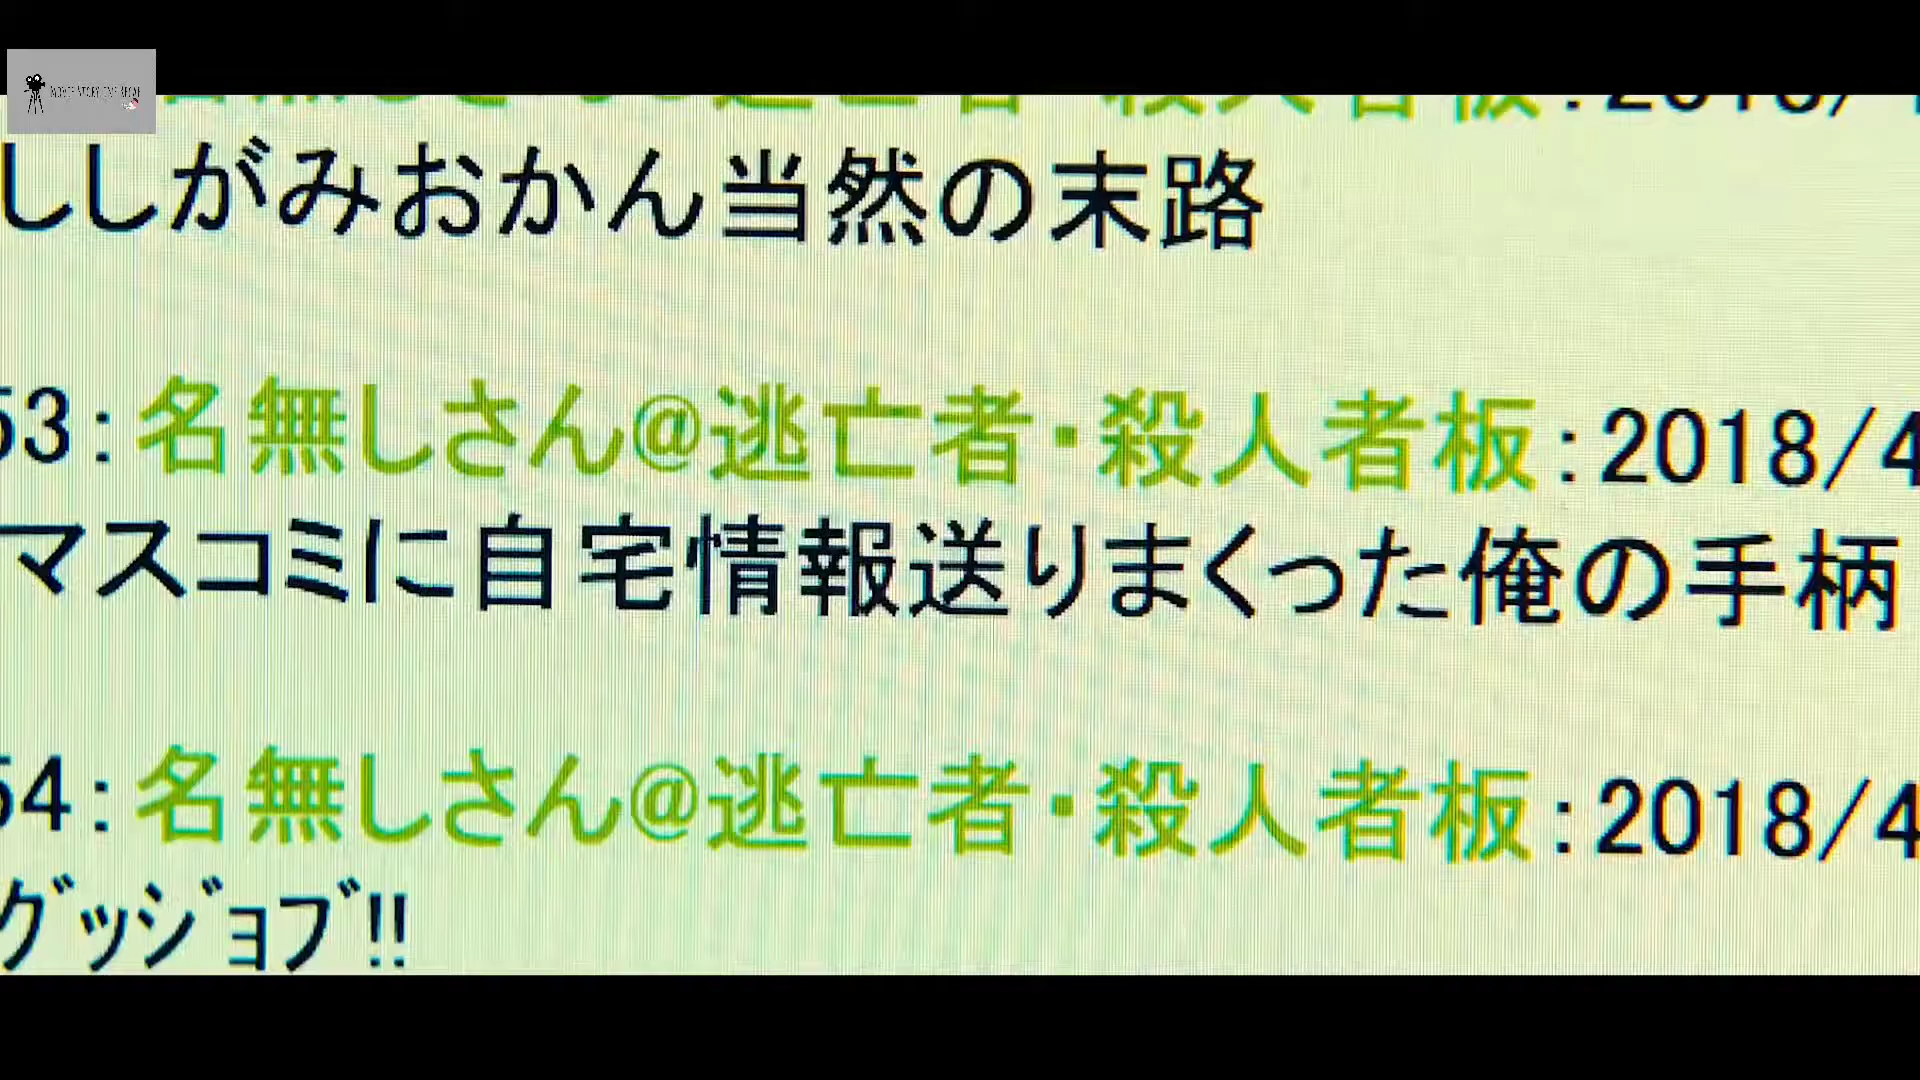 ししがみおかん当然の末路
53：名無しさん＠逃亡者・殺人者板：2018/4
マスコミに自宅情報送りまくった俺の手柄
54：名無しさん＠逃亡者・殺人者板：2018/4
ｸﾞｯｼﾞｮﾌﾞ!!